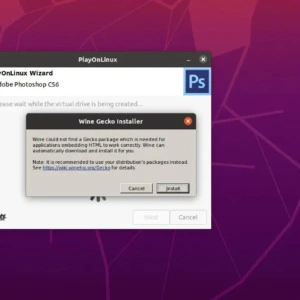 PlayOnLinux
yOnLinux Wizard
dobe Photoshop CS6
Ps
ease wait while the virtual drive is being created...
Wine Gecko Installer
Wine could not find a Gecko package which is needed for
applications embedding HTML to work correctly. Wine can
automatically download and install it for you.
Note: it is recommended to use your distribution's packages instead.
See https://wiki.winehq.org/Gecko for details.
Cancel Install
Next Cancel